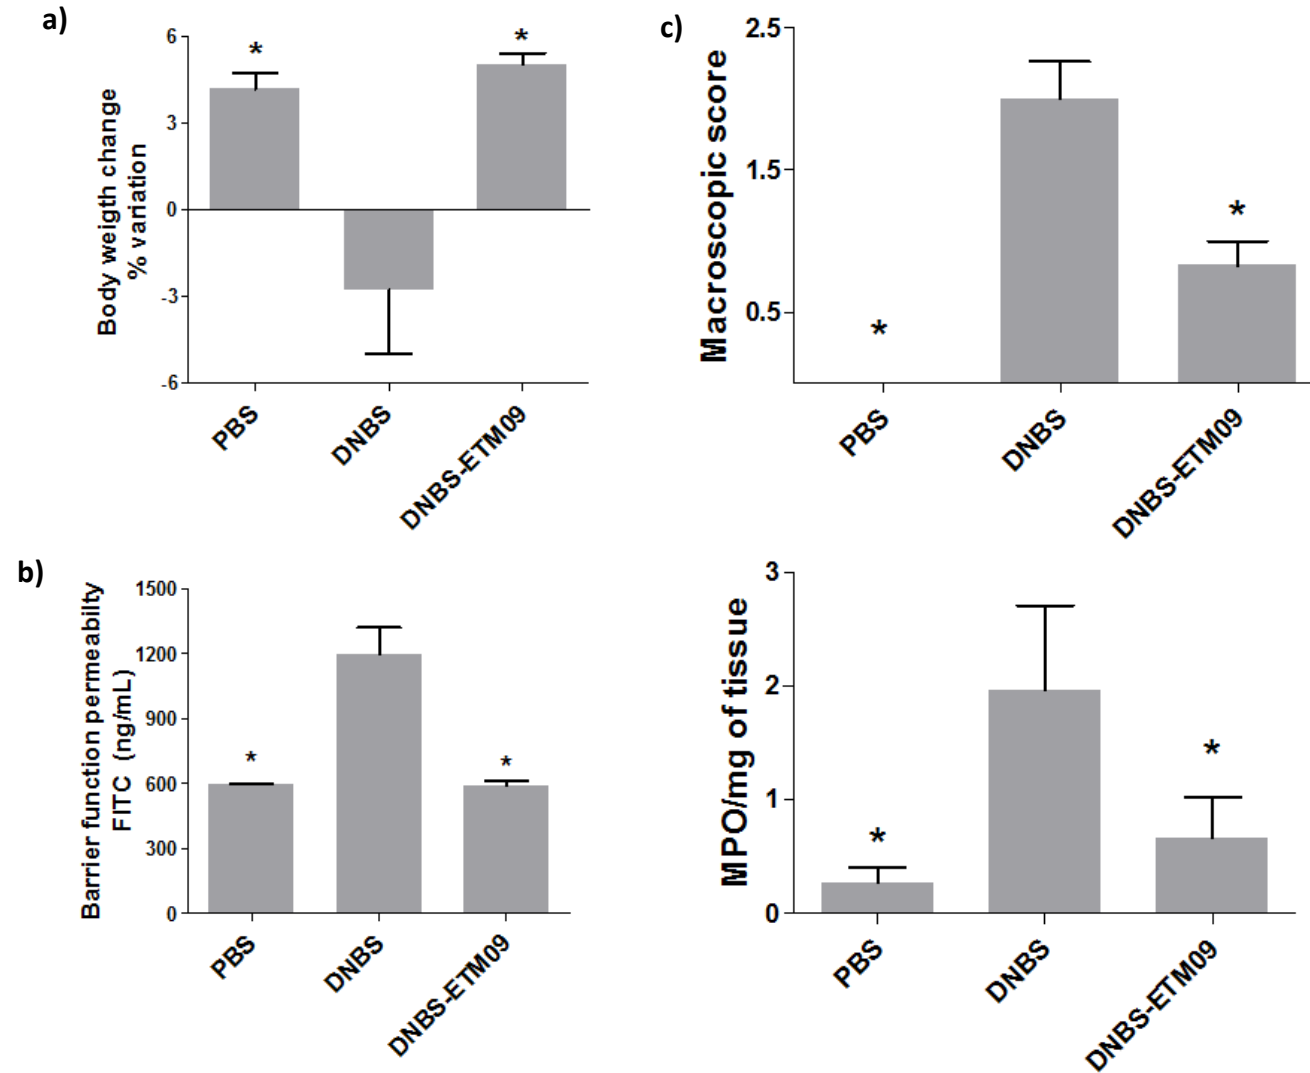 a)
Body weigth change
% variation
6
3
0
-3
-6
*
*
PBS
DNBS
DNBS-ETM09
c)
Macroscopic score
2.5
1.5
0.5
*
*
PBS
DNBS
DNBS-ETM09
b)
Barrier function permeabilty
FITC (ng/mL)
1500
1200
900
600
300
0
*
*
PBS
DNBS
DNBS-ETM09
MPO/mg of tissue
3
2
1
0
*
*
PBS
DNBS
DNBS-ETM09